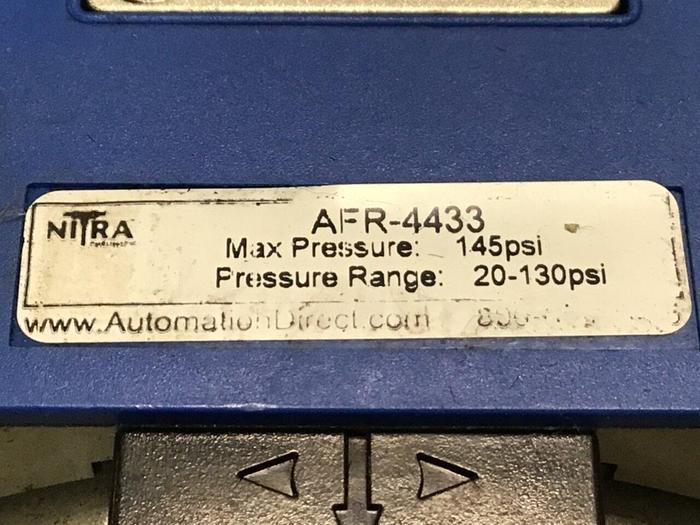 NITRA
AFR-4433
Max Pressure: 145psi
Pressure Range: 20-130psi
www.AutomationDirect.com